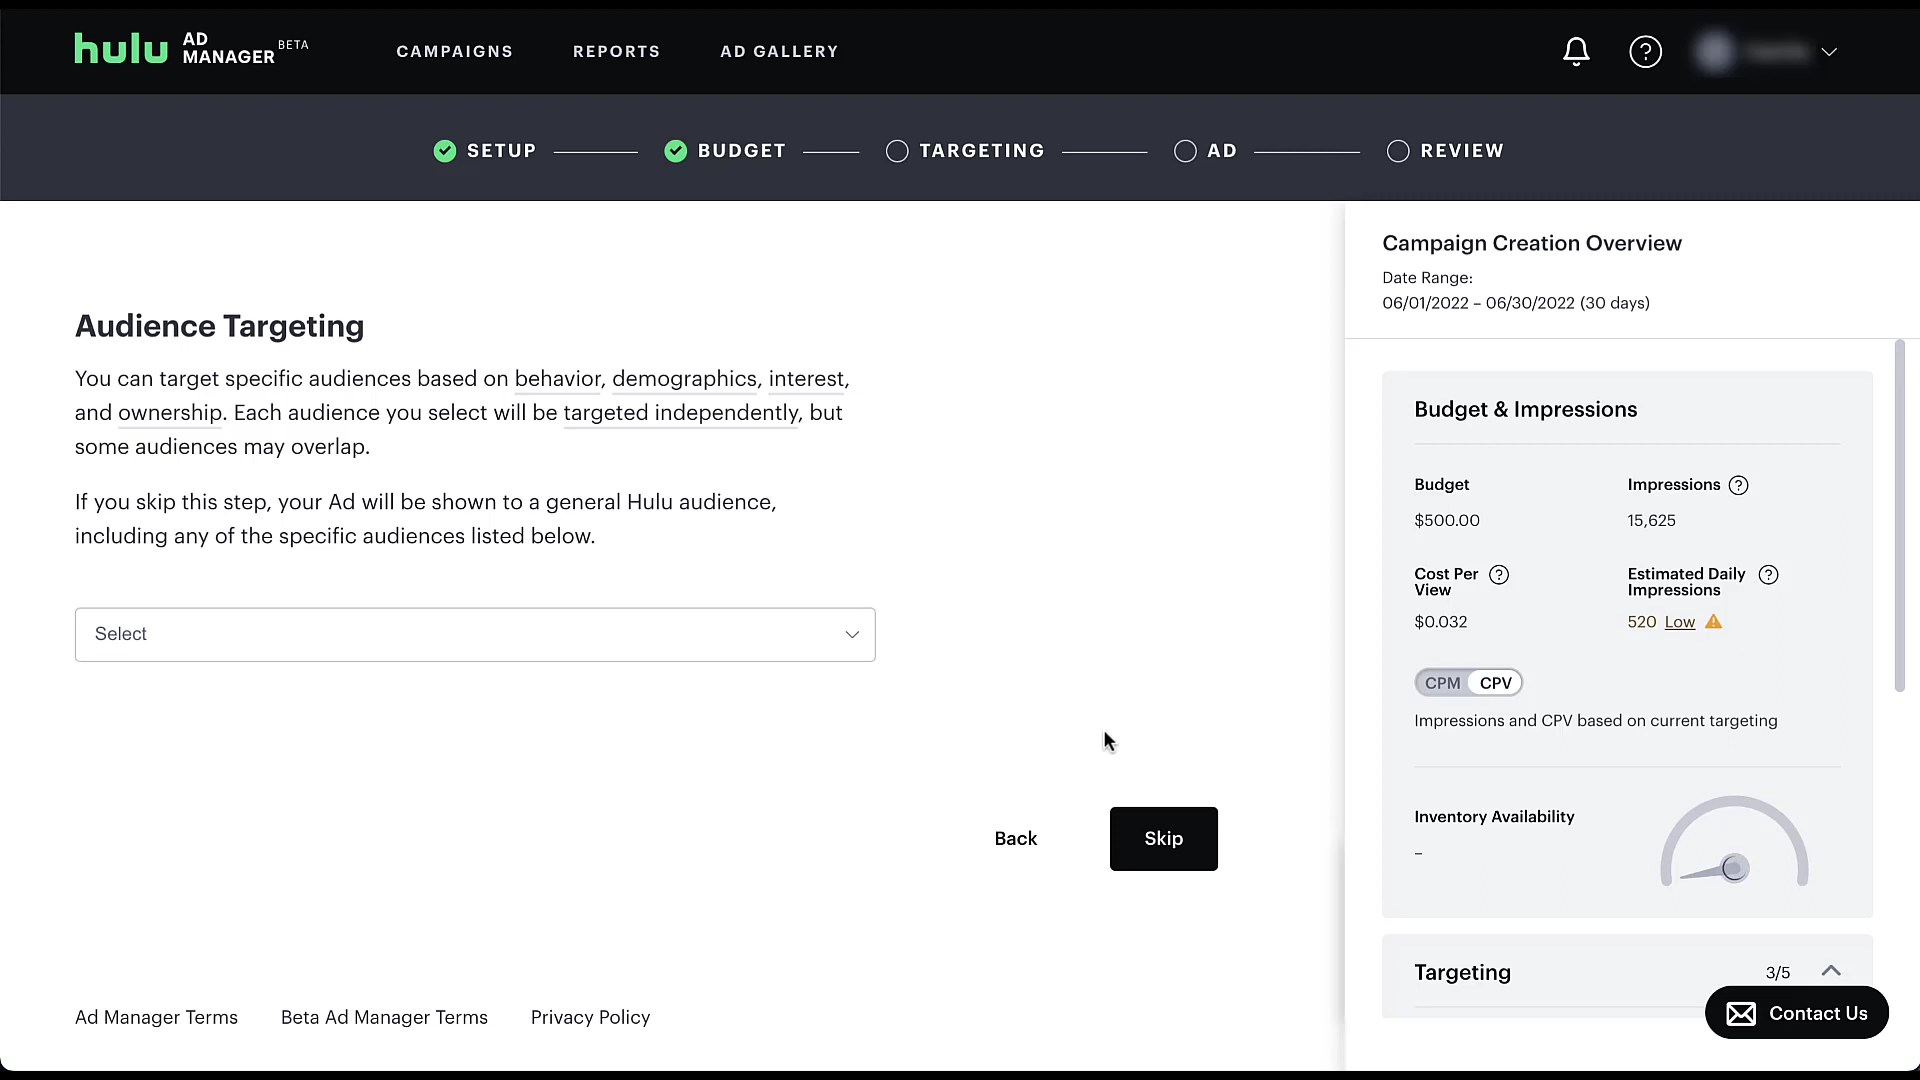 hulu AD MANAGER BETA
CAMPAIGNS
REPORTS
AD GALLERY
SETUP
BUDGET
TARGETING
AD
REVIEW
Audience Targeting
You can target specific audiences based on behavior, demographics, interest,
and ownership. Each audience you select will be targeted independently, but
some audiences may overlap.
If you skip this step, your Ad will be shown to a general Hulu audience,
including any of the specific audiences listed below.
Select
Back
Skip
Ad Manager Terms
Beta Ad Manager Terms
Privacy Policy
Campaign Creation Overview
Date Range:
06/01/2022 – 06/30/2022 (30 days)
Budget & Impressions
Budget
$500.00
Impressions ?
15,625
Cost Per ?
View
$0.032
Estimated Daily ?
Impressions
520 Low
CPM CPV
Impressions and CPV based on current targeting
Inventory Availability
–
Targeting
3/5
Contact Us